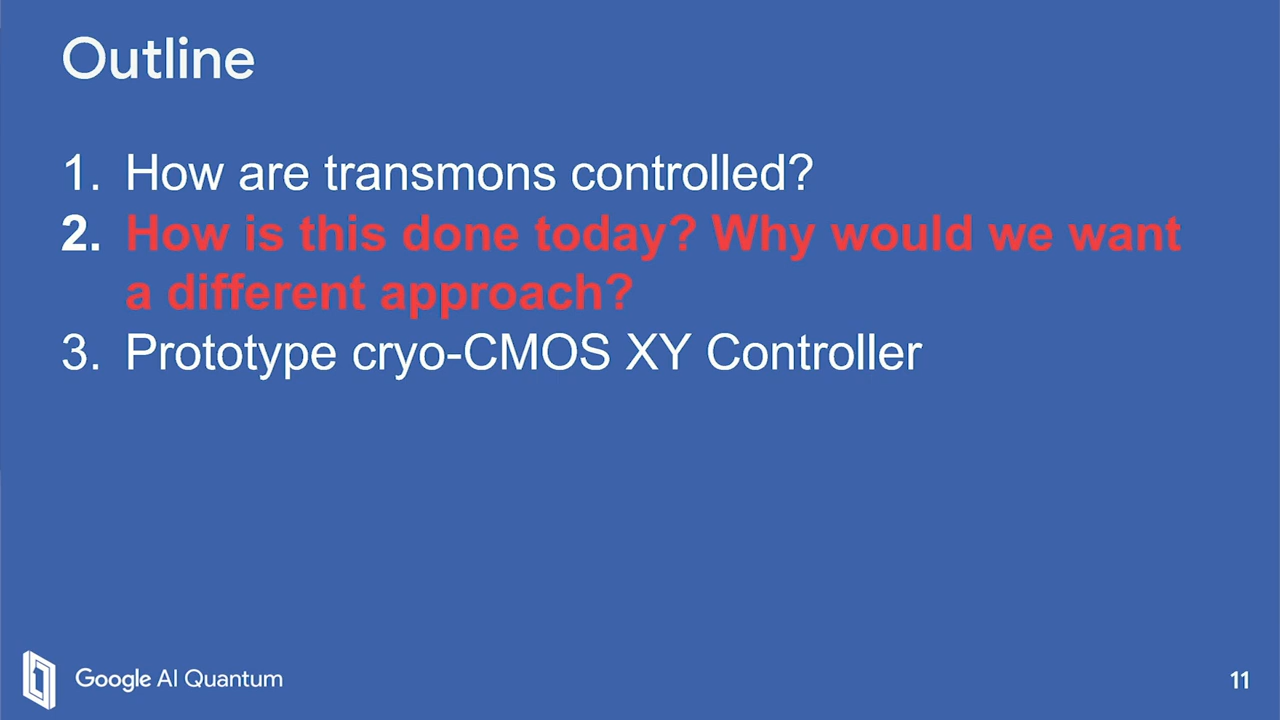 Outline
1. How are transmons controlled?
2. How is this done today? Why would we want
a different approach?
3. Prototype cryo-CMOS XY Controller
Google AI Quantum
11